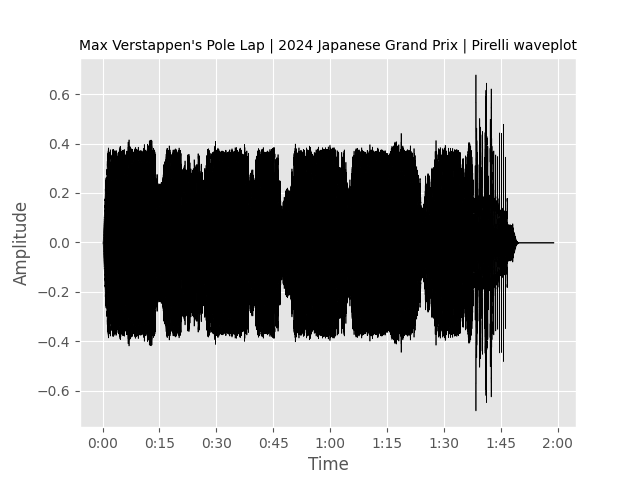 Max Verstappen's Pole Lap | 2024 Japanese Grand Prix | Pirelli waveplot
0.6
0.4
0.2
0.0
−0.2
−0.4
−0.6
Amplitude
0:00 0:15 0:30 0:45 1:00 1:15 1:30 1:45 2:00
Time